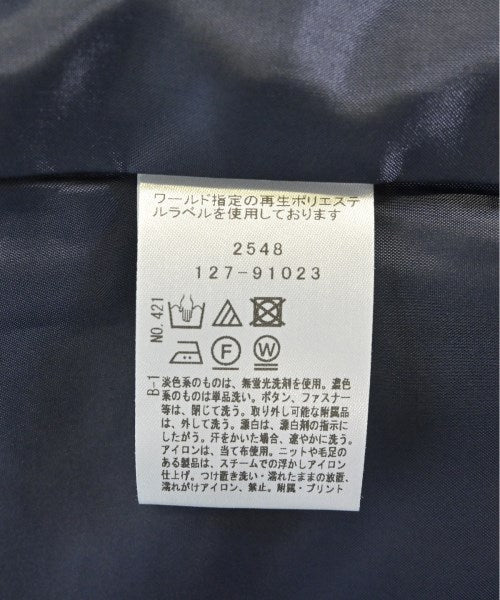 ワールド指定の再生ポリエステ
ルラベルを使用しております
2548
127-91023
NO.421
F
W
B-1
淡色系のものは、無蛍光洗剤を使用。濃色
系のものは単品洗い。ボタン、ファスナー
等は、閉じて洗う。取り外し可能な附属品
は、外して洗う。漂白は、漂白剤の指示に
したがう。汗をかいた場合、速やかに洗う。
アイロンは、当て布使用。ニットや毛足の
ある製品は、スチームでの浮かしアイロン
仕上げ。つけ置き洗い・濡れたままの放置、
濡れがけアイロン、禁止。附属・プリント